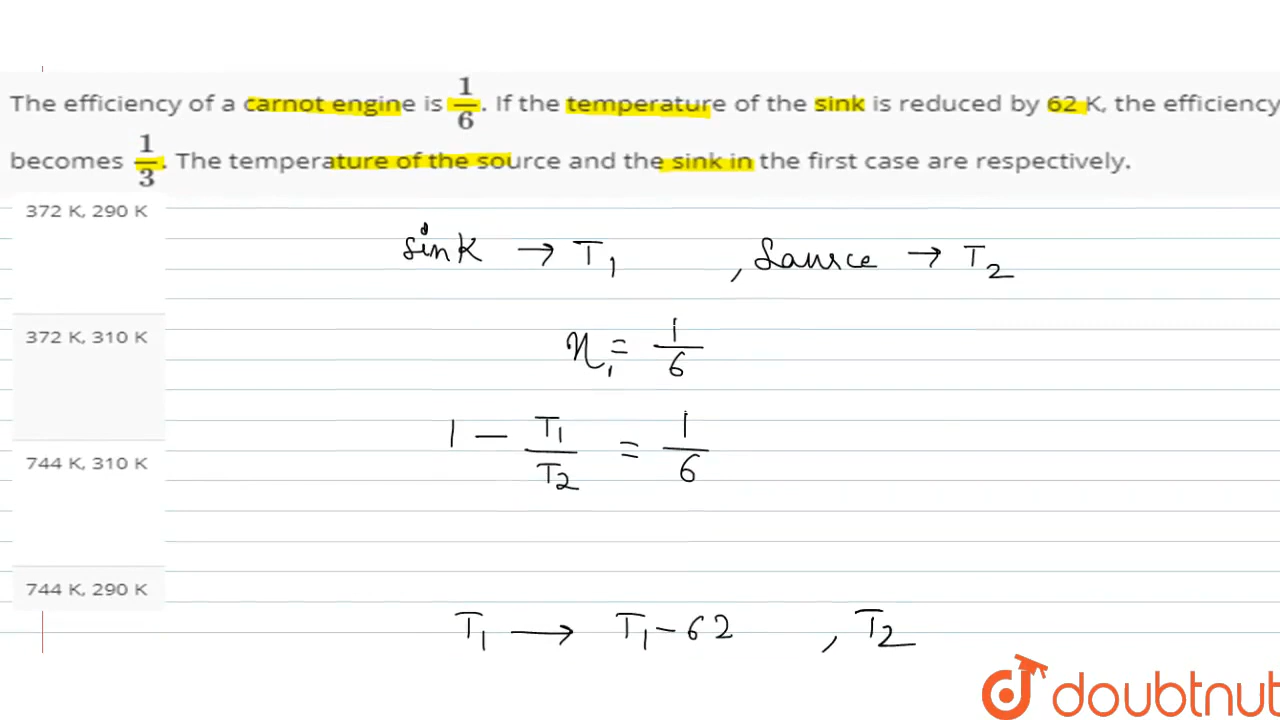 The efficiency of a carnot engine is 1/6. If the temperature of the sink is reduced by 62 K, the efficiency
becomes 1/3. The temperature of the source and the sink in the first case are respectively.
372 K, 290 K
sink → T1 , Source → T2
372 K, 310 K
η1 = 1/6
1 − T1/T2 = 1/6
744 K, 310 K
744 K, 290 K
T1 → T1 − 62 , T2
doubtnut